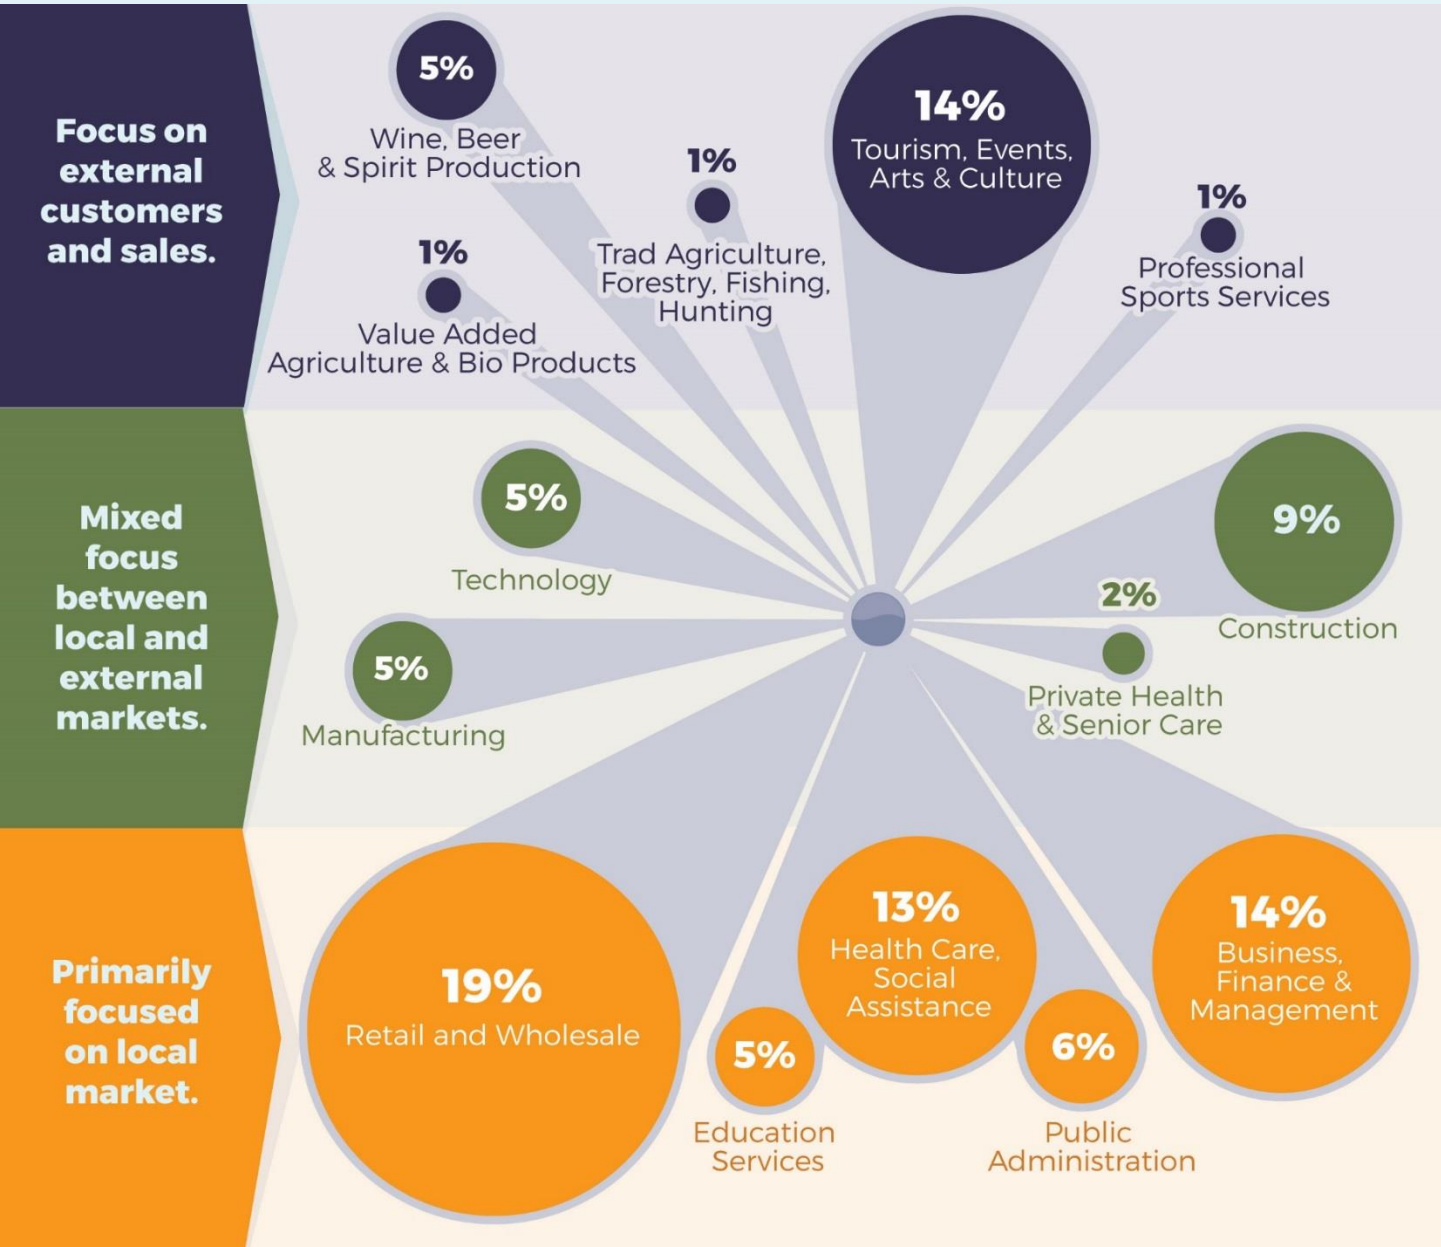 Focus on
external
customers
and sales.
5%
Wine, Beer
& Spirit Production
1%
Value Added
Agriculture & Bio Products
1%
Trad Agriculture,
Forestry, Fishing,
Hunting
14%
Tourism, Events,
Arts & Culture
1%
Professional
Sports Services
Mixed
focus
between
local and
external
markets.
5%
Technology
5%
Manufacturing
9%
Construction
2%
Private Health
& Senior Care
Primarily
focused
on local
market.
19%
Retail and Wholesale
5%
Education
Services
13%
Health Care,
Social
Assistance
6%
Public
Administration
14%
Business,
Finance &
Management